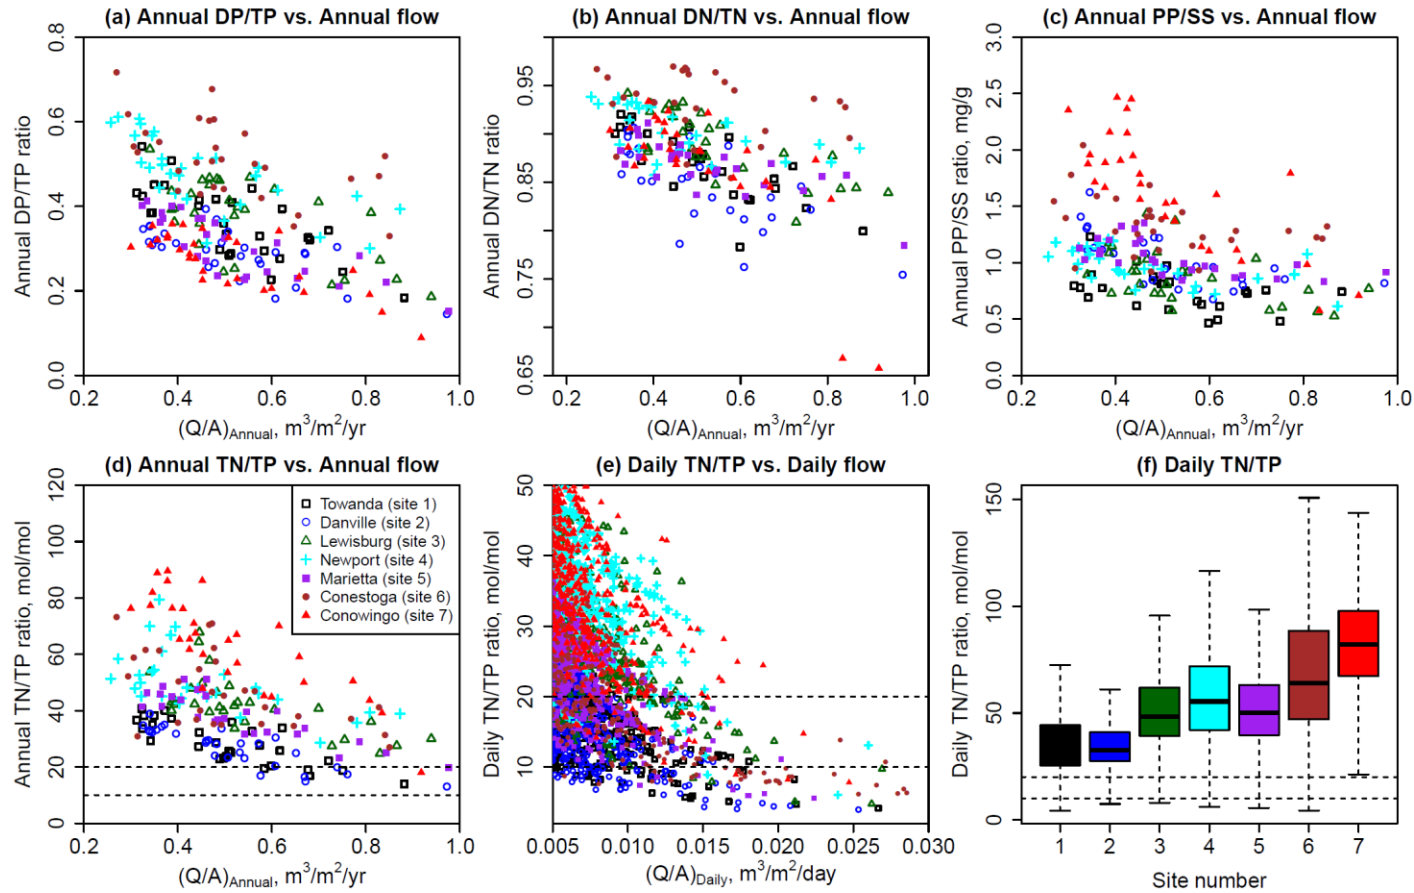 (a) Annual DP/TP vs. Annual flow
Annual DP/TP ratio
0.8
0.6
0.4
0.2
0.0
0.2 0.4 0.6 0.8 1.0
(Q/A)Annual, m³/m²/yr
(b) Annual DN/TN vs. Annual flow
Annual DN/TN ratio
0.95
0.85
0.75
0.65
0.2 0.4 0.6 0.8 1.0
(Q/A)Annual, m³/m²/yr
(c) Annual PP/SS vs. Annual flow
Annual PP/SS ratio, mg/g
3.0
2.5
2.0
1.5
1.0
0.5
0.0
0.2 0.4 0.6 0.8 1.0
(Q/A)Annual, m³/m²/yr
(d) Annual TN/TP vs. Annual flow
Annual TN/TP ratio, mol/mol
120
100
80
60
40
20
0
Towanda (site 1)
Danville (site 2)
Lewisburg (site 3)
Newport (site 4)
Marietta (site 5)
Conestoga (site 6)
Conowingo (site 7)
0.2 0.4 0.6 0.8 1.0
(Q/A)Annual, m³/m²/yr
(e) Daily TN/TP vs. Daily flow
Daily TN/TP ratio, mol/mol
50
40
30
20
10
0.005 0.010 0.015 0.020 0.025 0.030
(Q/A)Daily, m³/m²/day
(f) Daily TN/TP
Daily TN/TP ratio, mol/mol
150
100
50
0
1 2 3 4 5 6 7
Site number